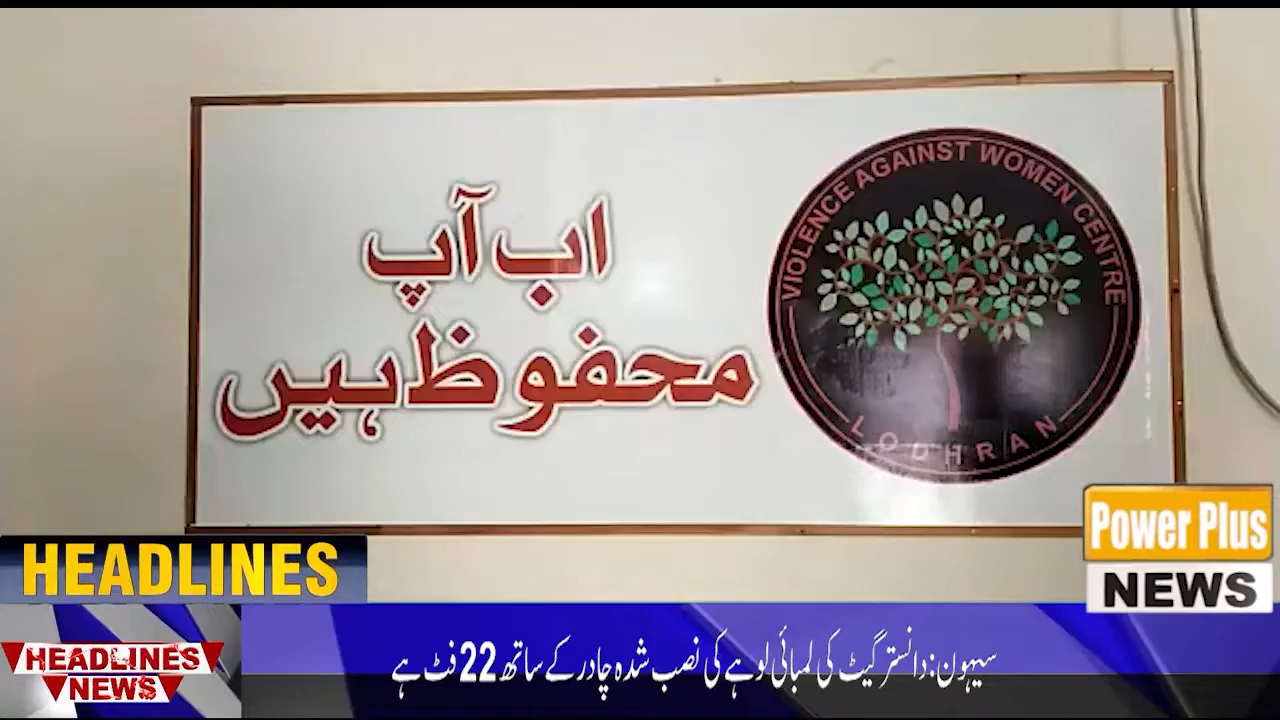 اب آپ
محفوظ ہیں
VIOLENCE AGAINST WOMEN CENTRE
LODHRAN
Power Plus
NEWS
HEADLINES
HEADLINES
NEWS
سیہون: دانستر گیٹ کی لمبائی لوہے کی نصب شدہ چادر کے ساتھ 22 فٹ ہے